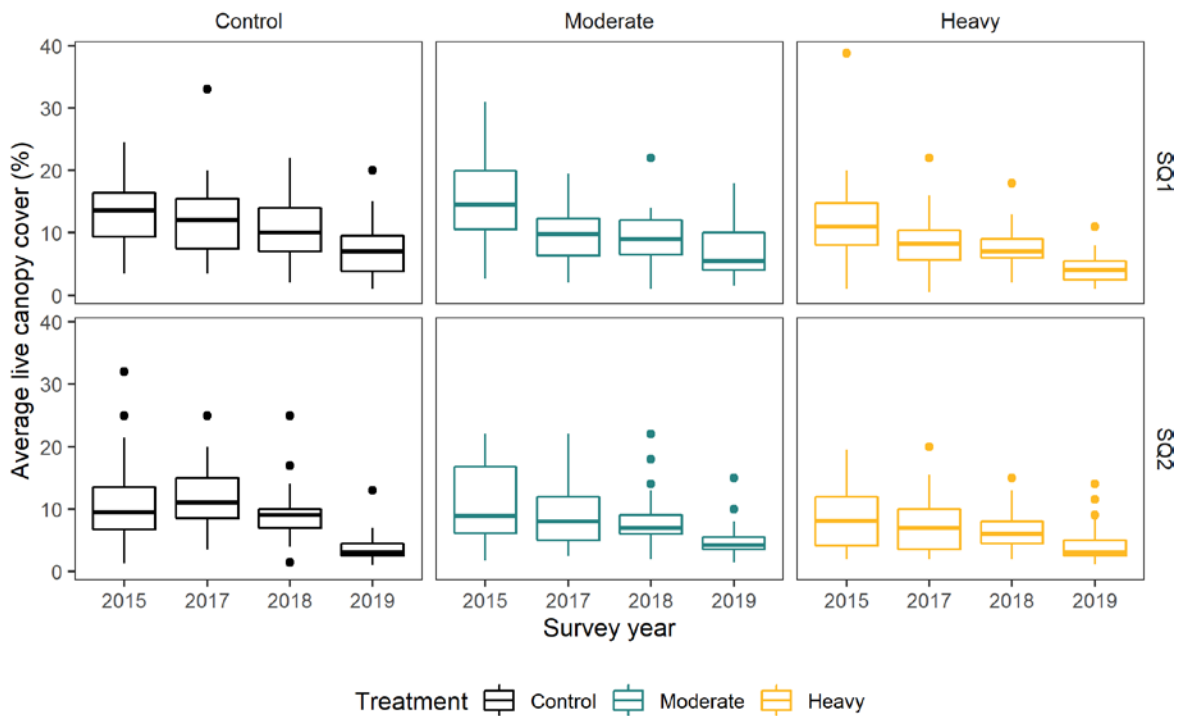 Control Moderate Heavy
Average live canopy cover (%)
40
30
20
10
0
SQ1
40
30
20
10
0
SQ2
2015 2017 2018 2019 2015 2017 2018 2019 2015 2017 2018 2019
Survey year
Treatment Control Moderate Heavy